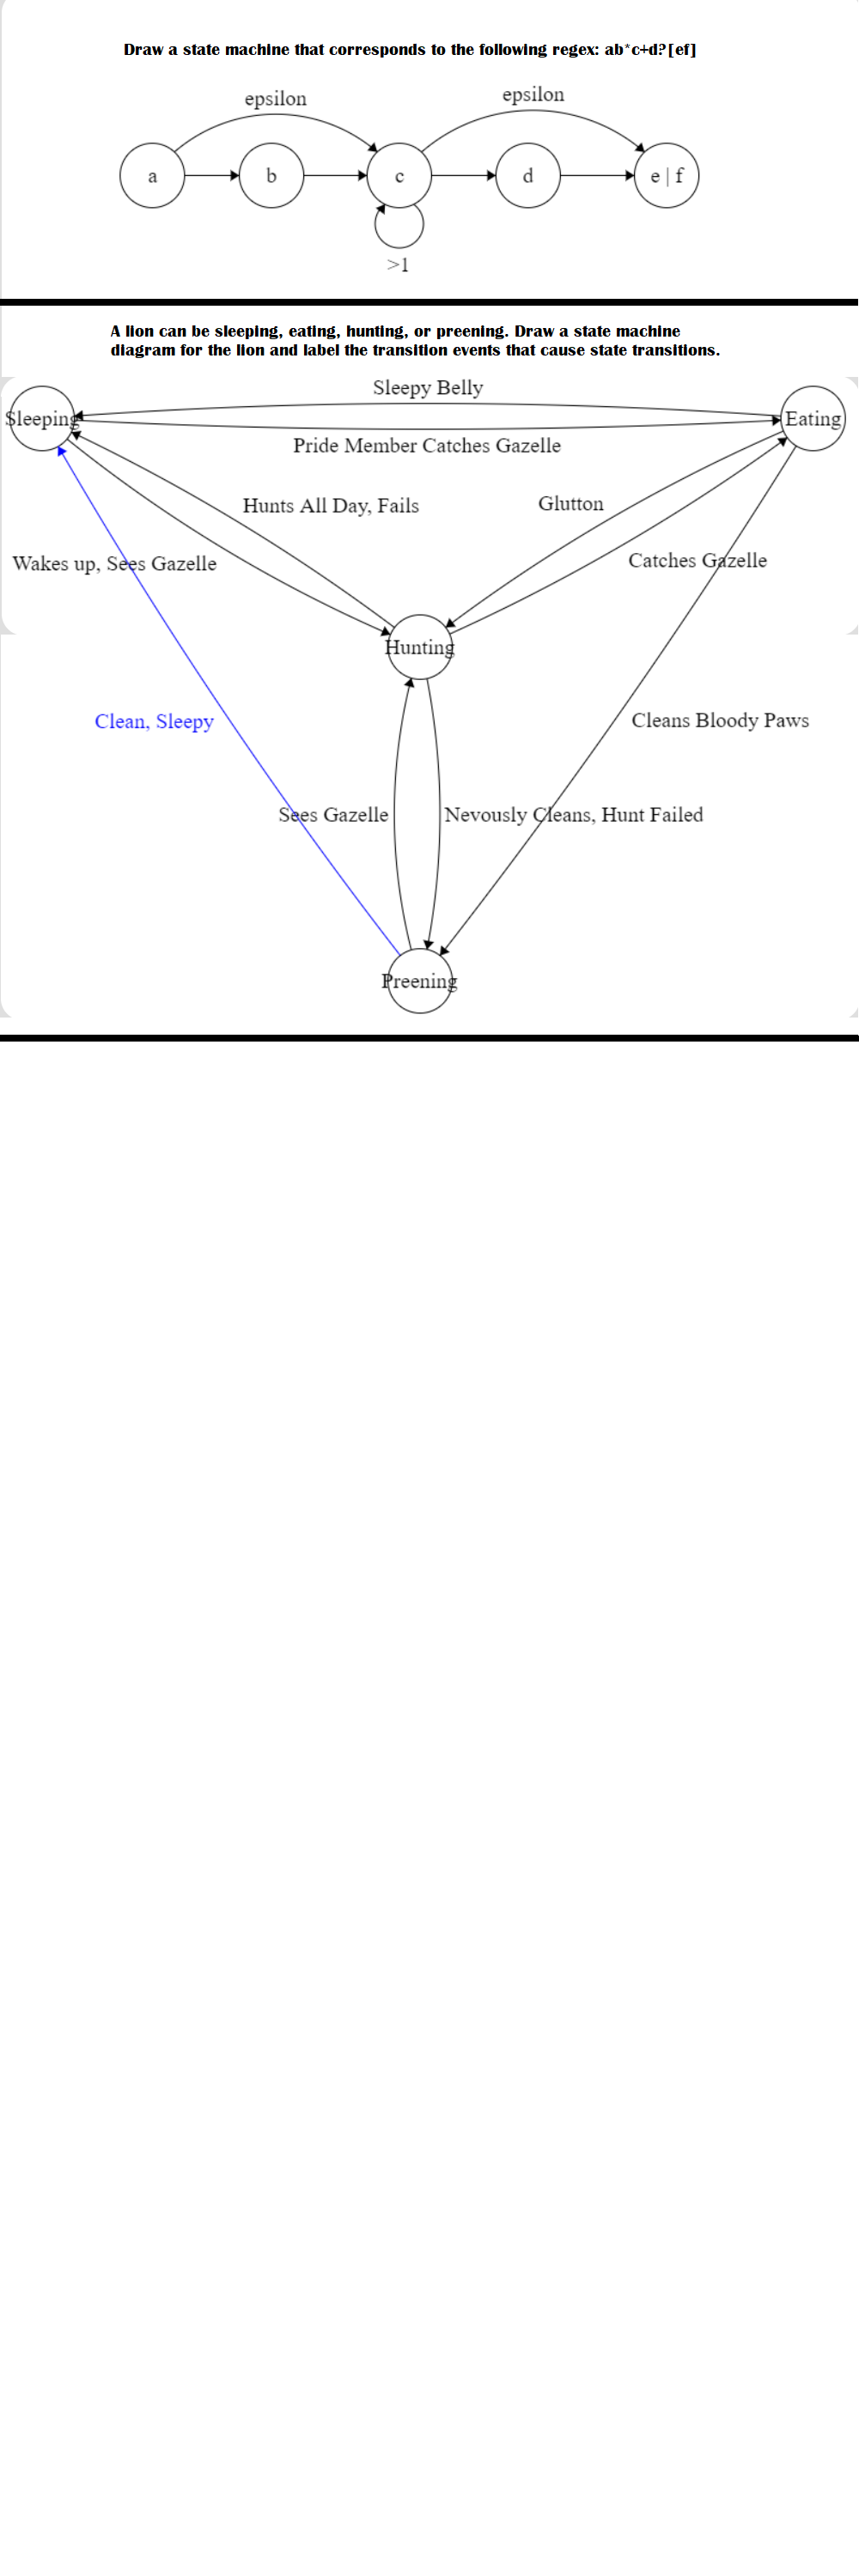 Draw a state machine that corresponds to the following regex: ab*c+d?[ef]
epsilon
epsilon
a
b
c
d
e | f
>1
A lion can be sleeping, eating, hunting, or preening. Draw a state machine
diagram for the lion and label the transition events that cause state transitions.
Sleepy Belly
Sleeping
Eating
Pride Member Catches Gazelle
Hunts All Day, Fails
Glutton
Wakes up, Sees Gazelle
Catches Gazelle
Hunting
Clean, Sleepy
Cleans Bloody Paws
Sees Gazelle
Nevously Cleans, Hunt Failed
Preening